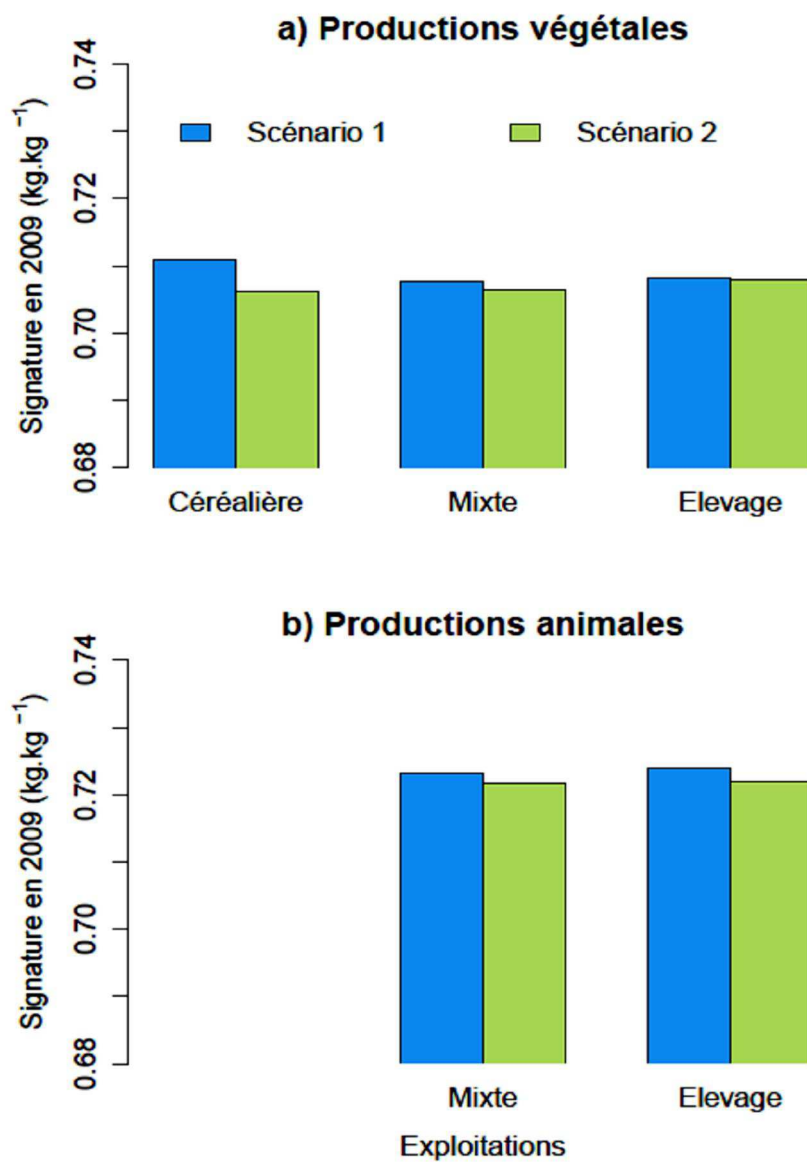 a) Productions végétales
Signature en 2009 (kg.kg⁻¹)
0.74
0.72
0.70
0.68
Scénario 1
Scénario 2
Céréalière
Mixte
Elevage
b) Productions animales
Signature en 2009 (kg.kg⁻¹)
0.74
0.72
0.70
0.68
Mixte
Elevage
Exploitations